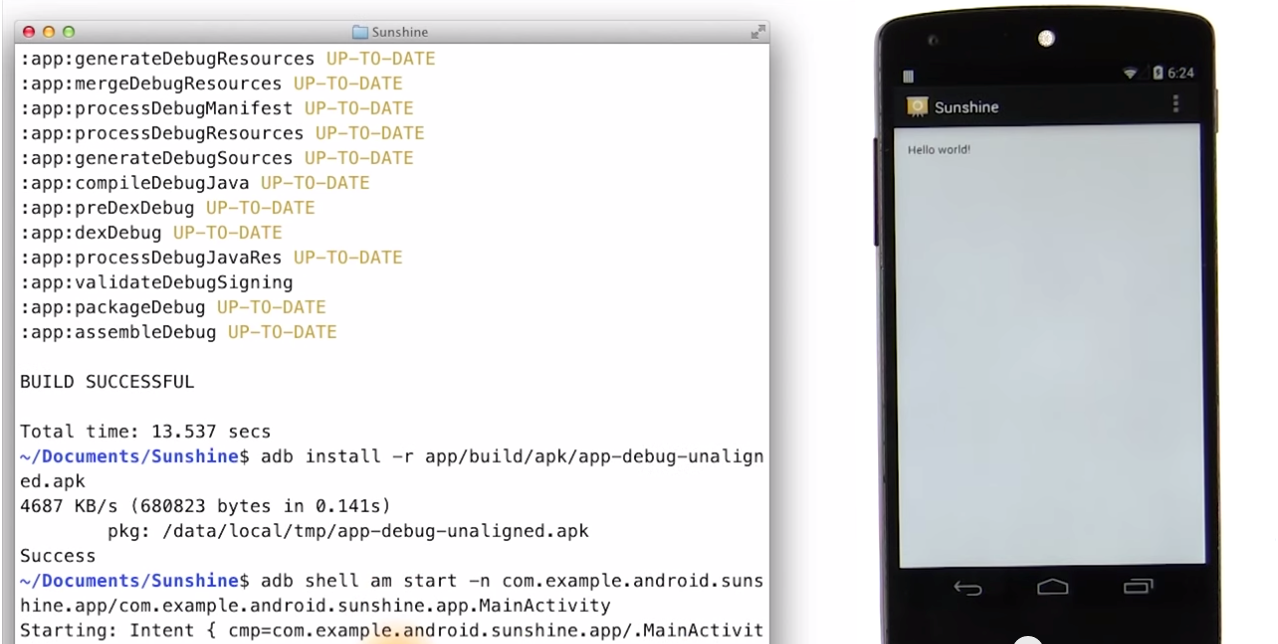 Sunshine
:app:generateDebugResources UP-TO-DATE
:app:mergeDebugResources UP-TO-DATE
:app:processDebugManifest UP-TO-DATE
:app:processDebugResources UP-TO-DATE
:app:generateDebugSources UP-TO-DATE
:app:compileDebugJava UP-TO-DATE
:app:preDexDebug UP-TO-DATE
:app:dexDebug UP-TO-DATE
:app:processDebugJavaRes UP-TO-DATE
:app:validateDebugSigning
:app:packageDebug UP-TO-DATE
:app:assembleDebug UP-TO-DATE
BUILD SUCCESSFUL
Total time: 13.537 secs
~/Documents/Sunshine$ adb install -r app/build/apk/app-debug-unalign
ed.apk
4687 KB/s (680823 bytes in 0.141s)
pkg: /data/local/tmp/app-debug-unaligned.apk
Success
~/Documents/Sunshine$ adb shell am start -n com.example.android.suns
hine.app/com.example.android.sunshine.app.MainActivity
Starting: Intent { cmp=com.example.android.sunshine.app/.MainActivit
6:24
Sunshine
Hello world!